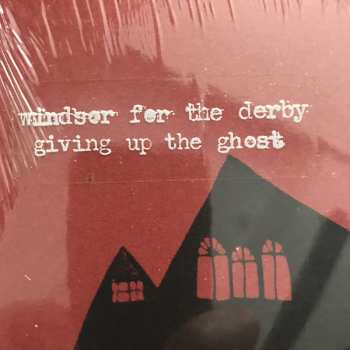 windsor for the derby
giving up the ghost